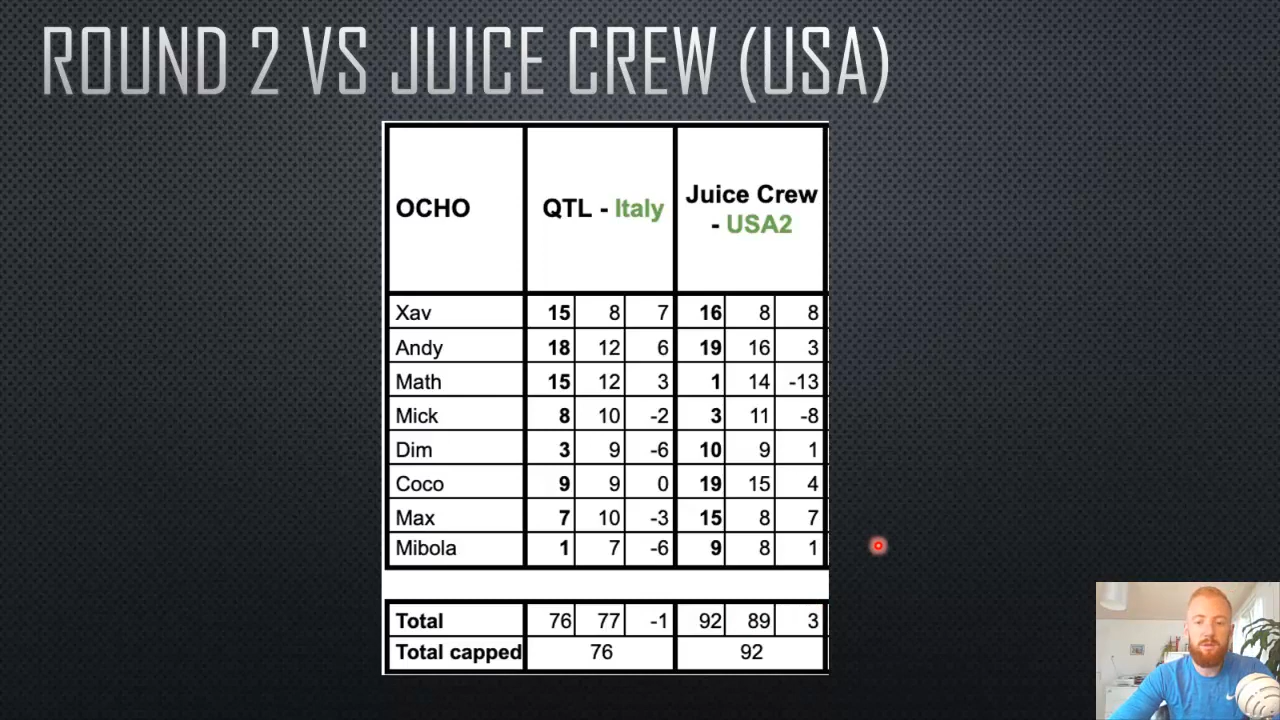 ROUND 2 VS JUICE CREW (USA)
OCHO QTL - Italy Juice Crew - USA2
Xav 15 8 7 16 8 8
Andy 18 12 6 19 16 3
Math 15 12 3 1 14 -13
Mick 8 10 -2 3 11 -8
Dim 3 9 -6 10 9 1
Coco 9 9 0 19 15 4
Max 7 10 -3 15 8 7
Mibola 1 7 -6 9 8 1
Total 76 77 -1 92 89 3
Total capped 76 92